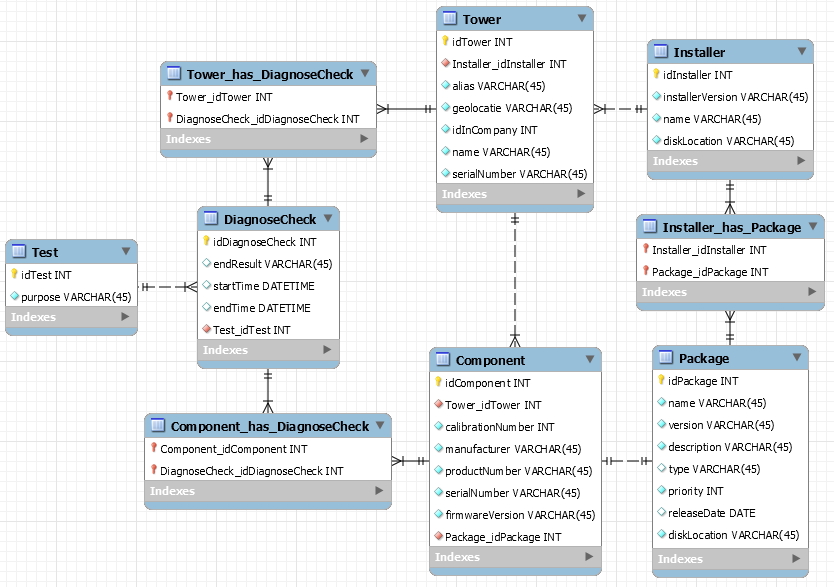 Tower
idTower INT
Installer_idInstaller INT
alias VARCHAR(45)
geolocatie VARCHAR(45)
idInCompany INT
name VARCHAR(45)
serialNumber VARCHAR(45)
Indexes
Installer
idInstaller INT
installerVersion VARCHAR(45)
name VARCHAR(45)
diskLocation VARCHAR(45)
Indexes
Tower_has_DiagnoseCheck
Tower_idTower INT
DiagnoseCheck_idDiagnoseCheck INT
Indexes
DiagnoseCheck
idDiagnoseCheck INT
endResult VARCHAR(45)
startTime DATETIME
endTime DATETIME
Test_idTest INT
Indexes
Installer_has_Package
Installer_idInstaller INT
Package_idPackage INT
Indexes
Test
idTest INT
purpose VARCHAR(45)
Indexes
Component
idComponent INT
Tower_idTower INT
calibrationNumber INT
manufacturer VARCHAR(45)
productNumber VARCHAR(45)
serialNumber VARCHAR(45)
firmwareVersion VARCHAR(45)
Package_idPackage INT
Indexes
Package
idPackage INT
name VARCHAR(45)
version VARCHAR(45)
description VARCHAR(45)
type VARCHAR(45)
priority INT
releaseDate DATE
diskLocation VARCHAR(45)
Indexes
Component_has_DiagnoseCheck
Component_idComponent INT
DiagnoseCheck_idDiagnoseCheck INT
Indexes